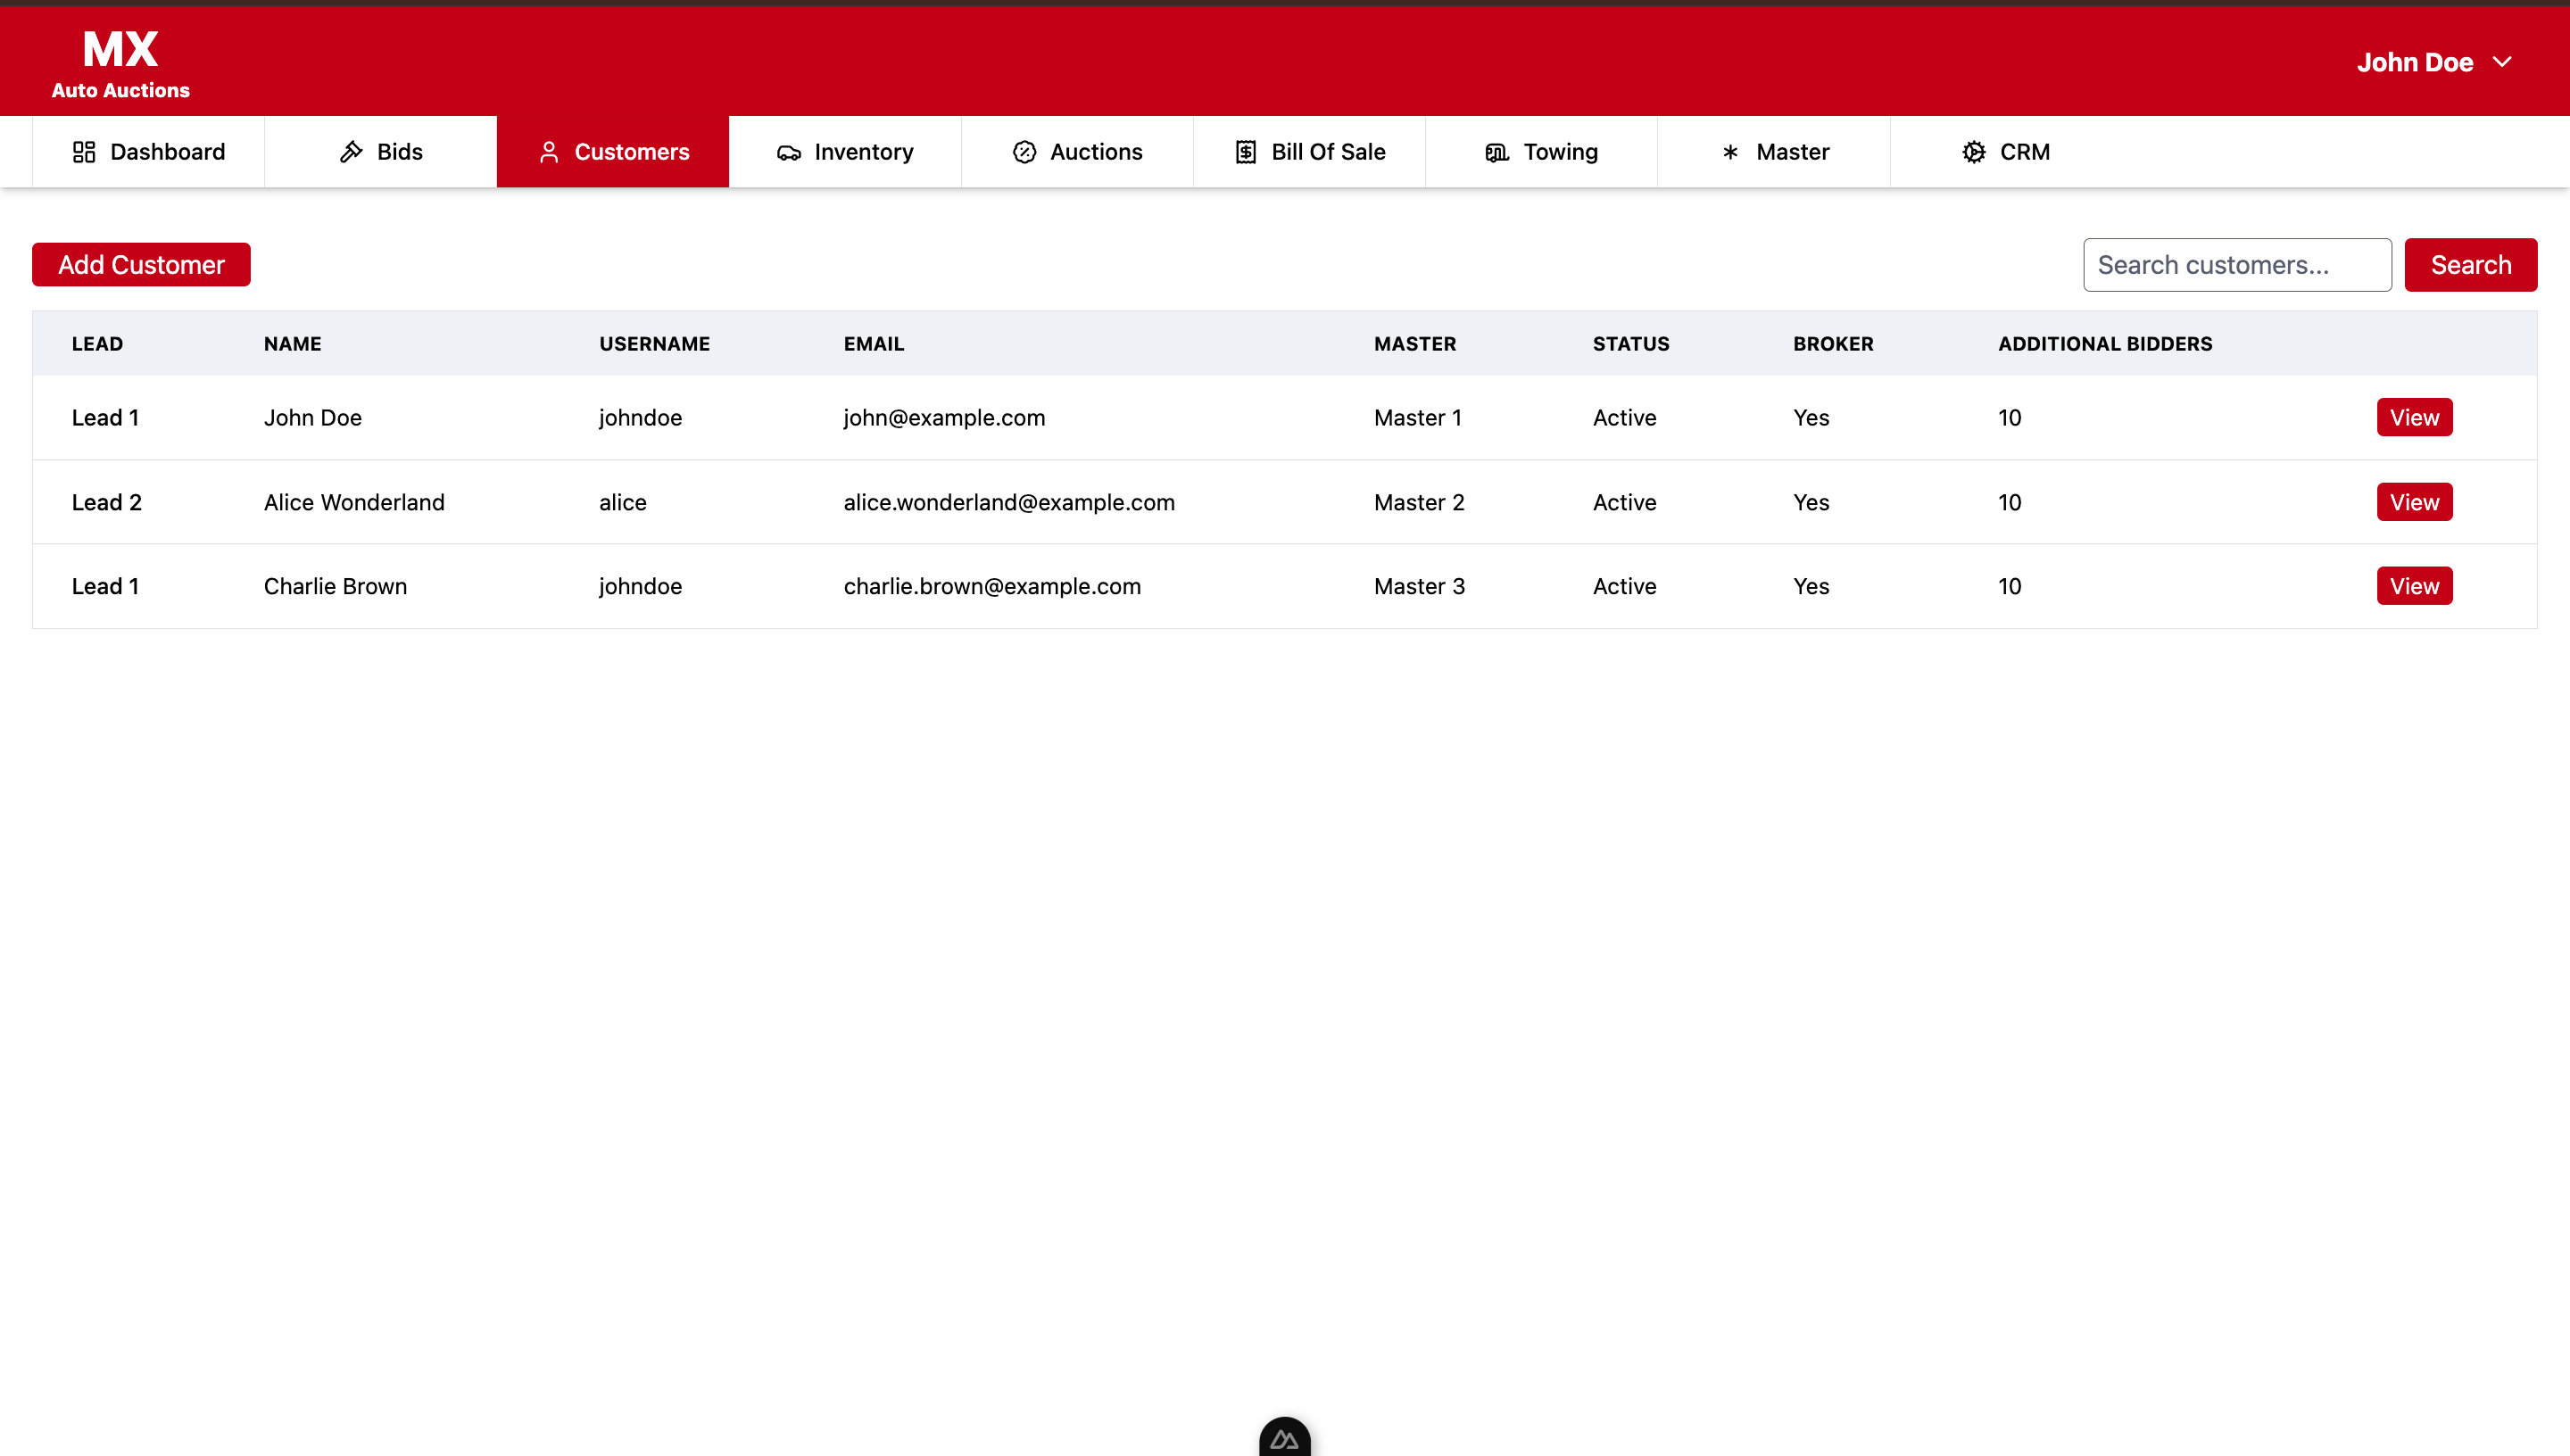 MX
Auto Auctions
John Doe
Dashboard Bids Customers Inventory Auctions Bill Of Sale Towing Master CRM
Add Customer Search customers... Search
LEAD NAME USERNAME EMAIL MASTER STATUS BROKER ADDITIONAL BIDDERS
Lead 1 John Doe johndoe john@example.com Master 1 Active Yes 10 View
Lead 2 Alice Wonderland alice alice.wonderland@example.com Master 2 Active Yes 10 View
Lead 1 Charlie Brown johndoe charlie.brown@example.com Master 3 Active Yes 10 View